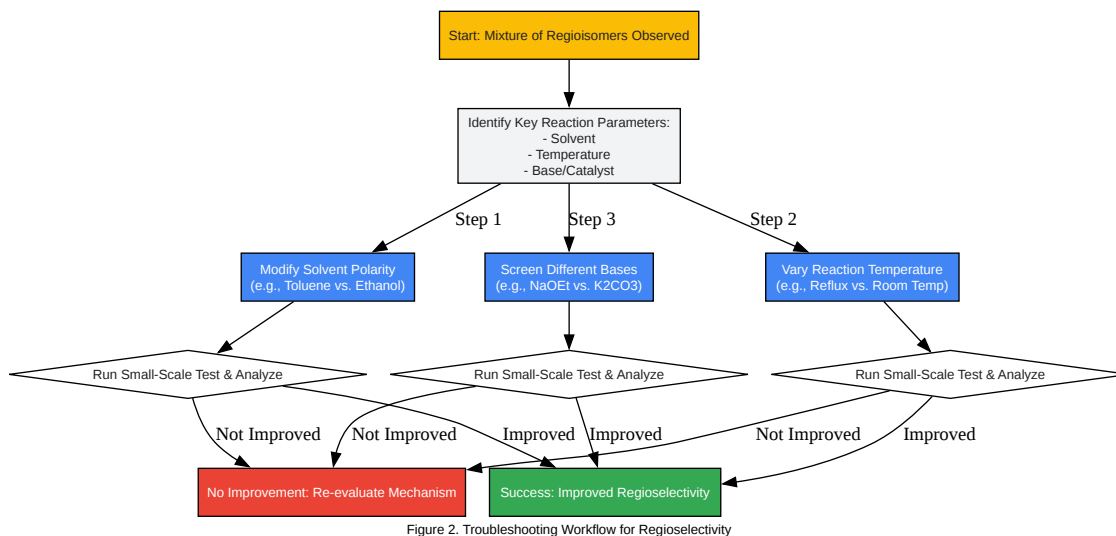 Start: Mixture of Regioisomers Observed
Identify Key Reaction Parameters:
- Solvent
- Temperature
- Base/Catalyst
Step 1
Step 3
Step 2
Modify Solvent Polarity
(e.g., Toluene vs. Ethanol)
Screen Different Bases
(e.g., NaOEt vs. K2CO3)
Vary Reaction Temperature
(e.g., Reflux vs. Room Temp)
Run Small-Scale Test & Analyze
Run Small-Scale Test & Analyze
Run Small-Scale Test & Analyze
Not Improved
Not Improved
Improved
Improved
Not Improved
Improved
No Improvement: Re-evaluate Mechanism
Success: Improved Regioselectivity
Figure 2. Troubleshooting Workflow for Regioselectivity